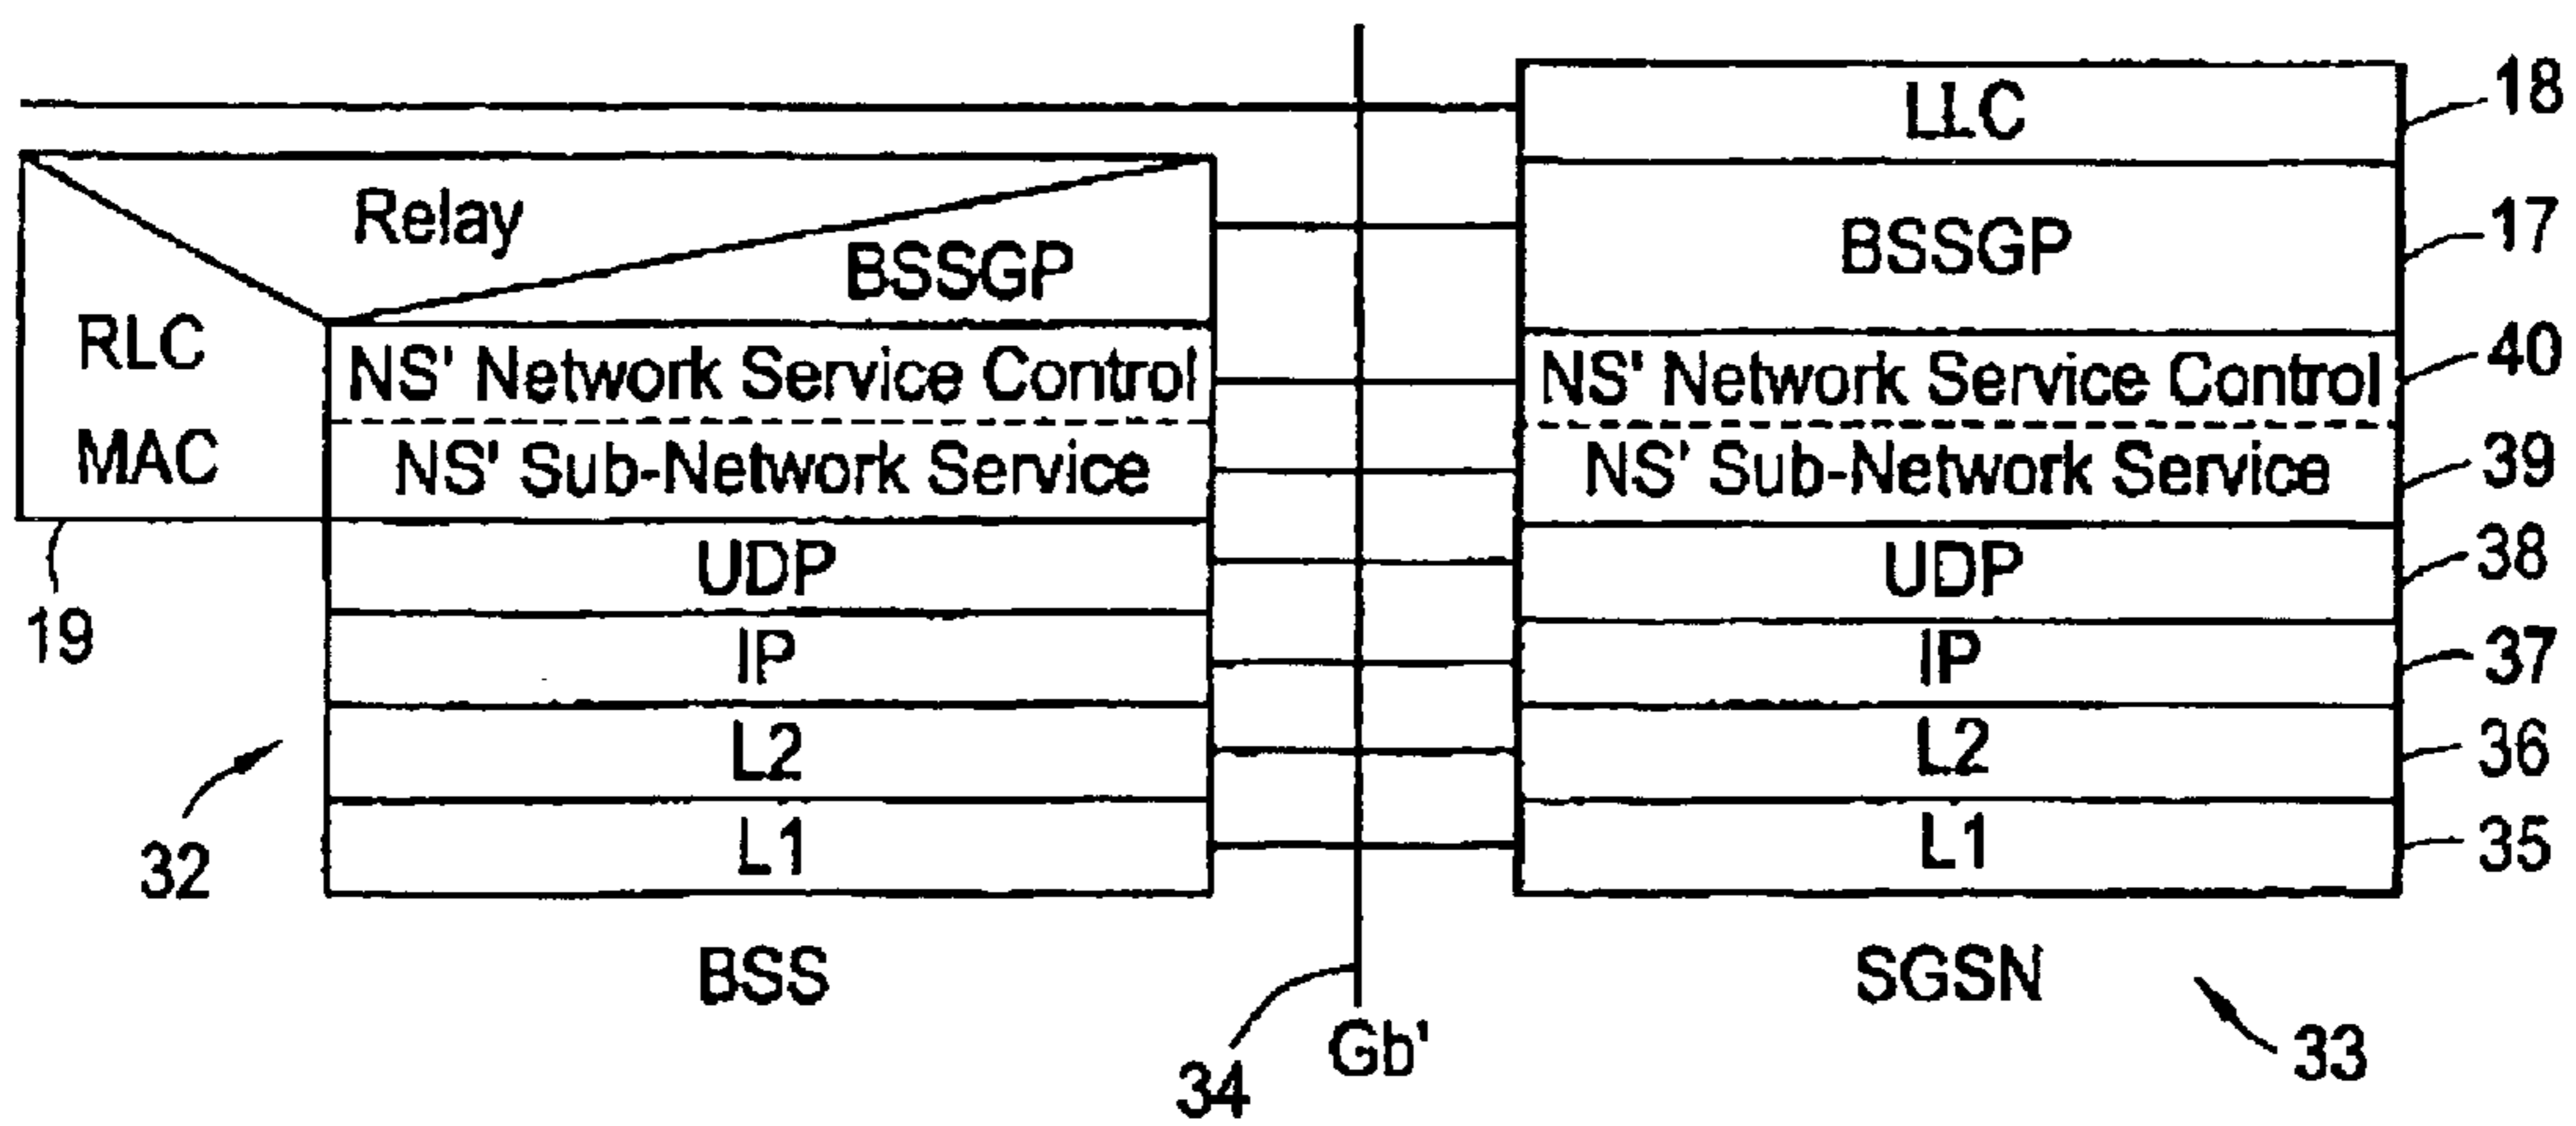 LLC 18
Relay
BSSGP
BSSGP 17
RLC
MAC
NS' Network Service Control
NS' Network Service Control 40
NS' Sub-Network Service
NS' Sub-Network Service 39
19
UDP
UDP 38
IP
IP 37
32
L2
L2 36
L1
L1 35
BSS
34
Gb'
SGSN
33